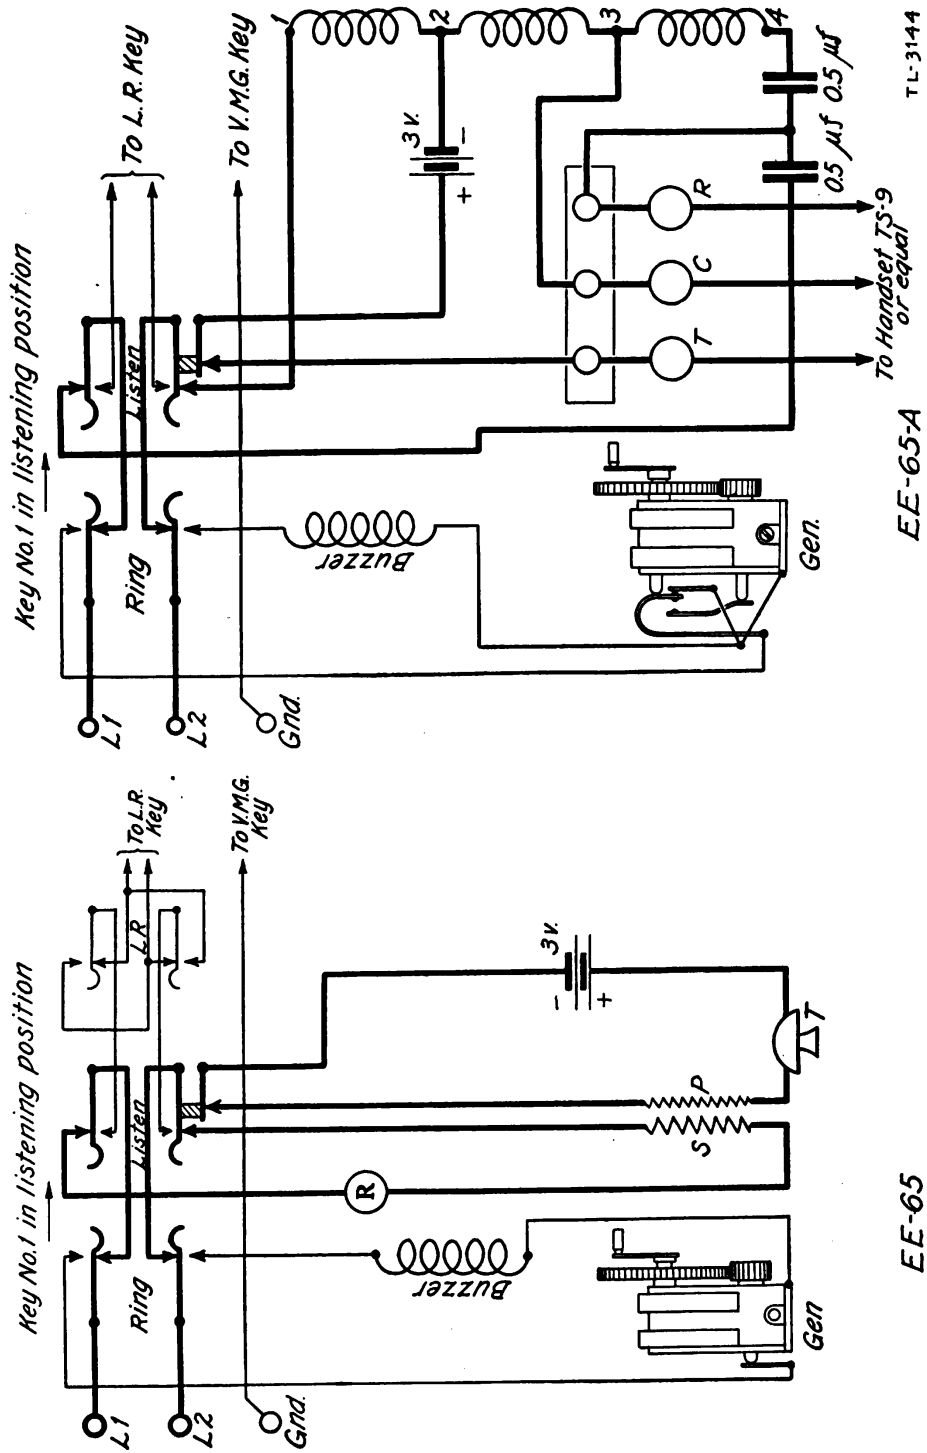 Key No.1 in listening position
L1
L2
Gnd.
Ring
Listen
L R
To L.R.
Key
To V.M.G.
Key
R
Buzzer
Gen
S
P
T
3 V.
-
+
EE-65
Key No.1 in listening position
L1
L2
Gnd.
Ring
Listen
To L.R. Key
To V.M.G. Key
Buzzer
Gen.
1
2
3
4
3 V.
-
+
T
C
R
0.5 µf
0.5 µf
To Handset TS-9
or equal
EE-65-A
TL-3144